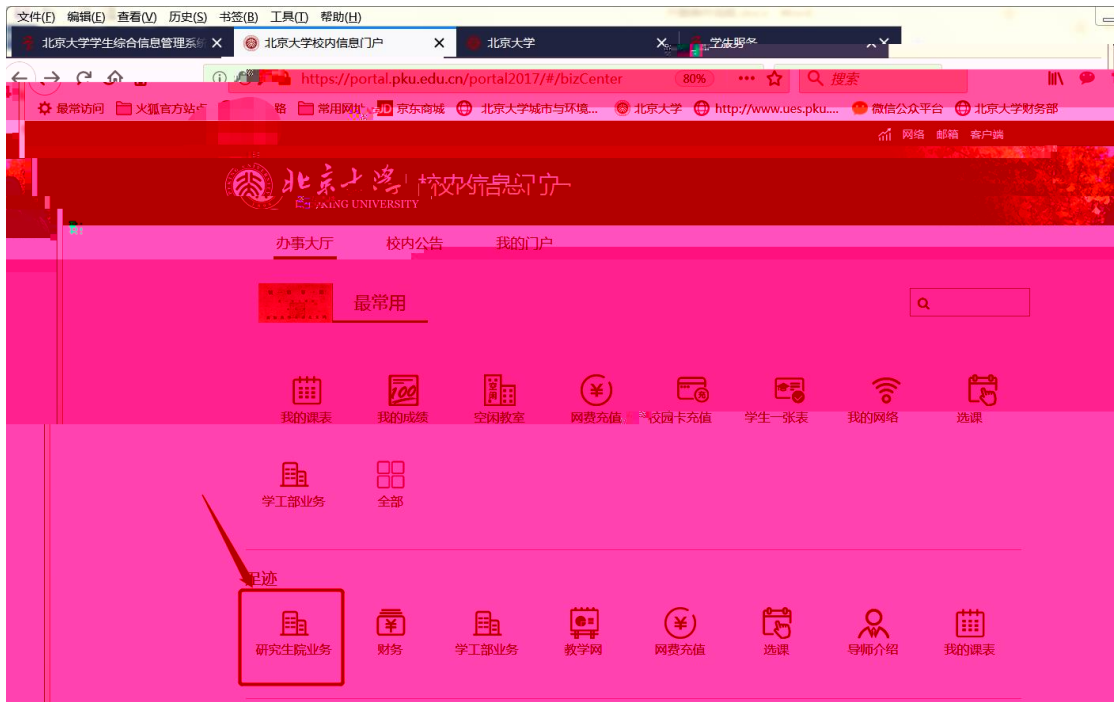 文件(F) 编辑(E) 查看(V) 历史(S) 书签(B) 工具(T) 帮助(H)
北京大学学生综合信息管理系统 北京大学校内信息门户 北京大学 学生服务
https://portal.pku.edu.cn/portal2017/#/bizCenter 80% 搜索
最常访问 火狐官方站点 常用网址 JD 京东商城 北京大学城市与环境... 北京大学 http://www.ues.pku.... 微信公众平台 北京大学财务部
网络 邮箱 客户端
北京大学 校内信息门户
PEKING UNIVERSITY
办事大厅 校内公告 我的门户
最常用
我的课表 我的成绩 空闲教室 网费充值 校园卡充值 学生一张表 我的网络 选课
学工部业务 全部
足迹
研究生院业务 财务 学工部业务 教学网 网费充值 选课 导师介绍 我的课表